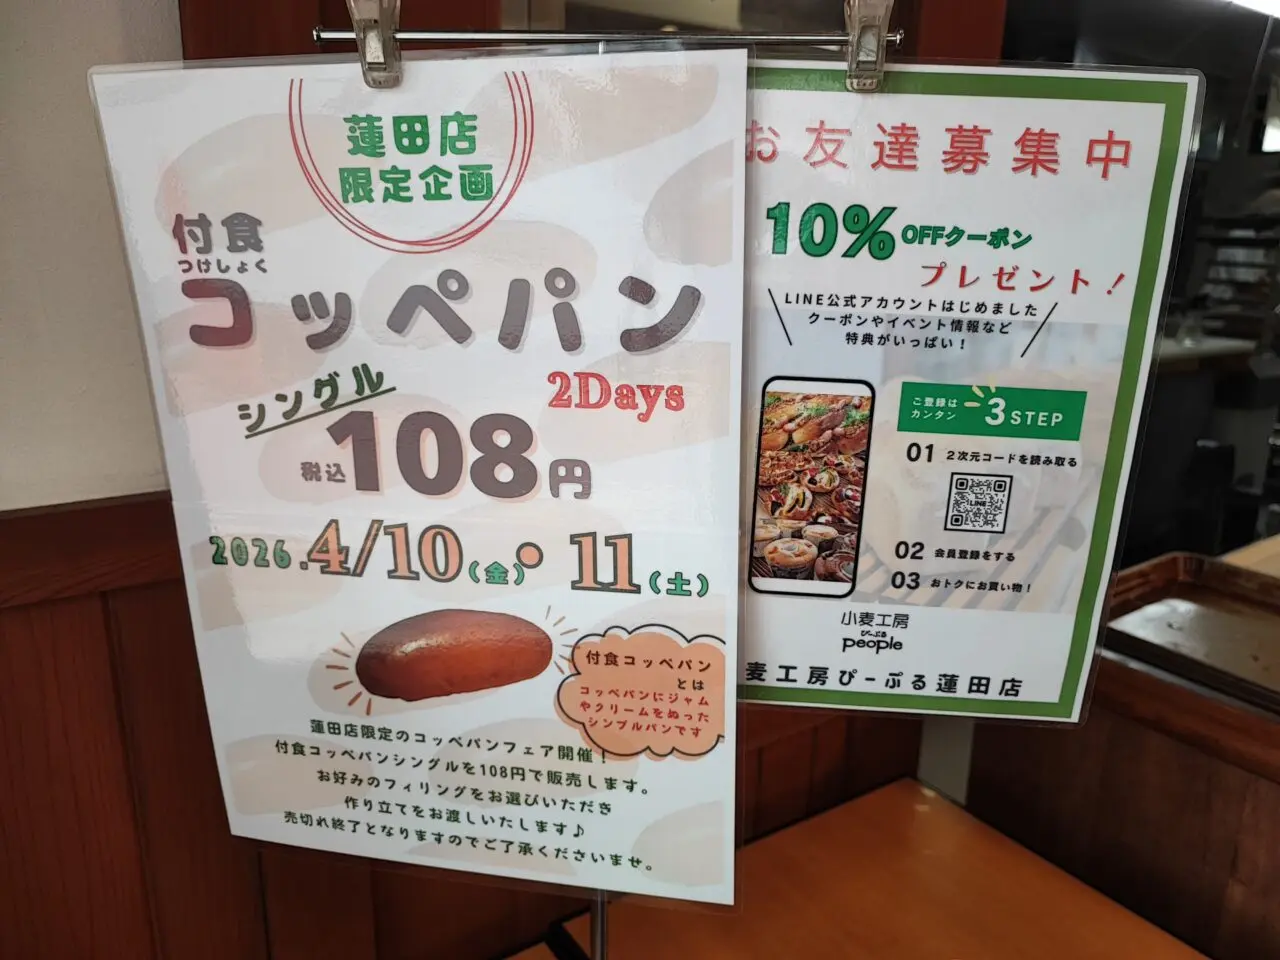 蓮田店
限定企画
付食
つけしょく
コッペパン
シングル
2Days
税込108円
2026.4/10(金)・11(土)
付食コッペパン
とは
コッペパンにジャム
やクリームをぬった
シンプルパンです
蓮田店限定のコッペパンフェア開催！
付食コッペパンシングルを108円で販売します。
お好みのフィリングをお選びいただき
作り立てをお渡しいたします♪
売切れ終了となりますのでご了承くださいませ。
お友達募集中
10%OFFクーポン
プレゼント！
LINE公式アカウントはじめました
クーポンやイベント情報など
特典がいっぱい！
ご登録は
カンタン
3STEP
01 2次元コードを読み取る
LINE
02 会員登録をする
03 おトクにお買い物！
小麦工房
ぴーぷる
people
麦工房ぴーぷる蓮田店